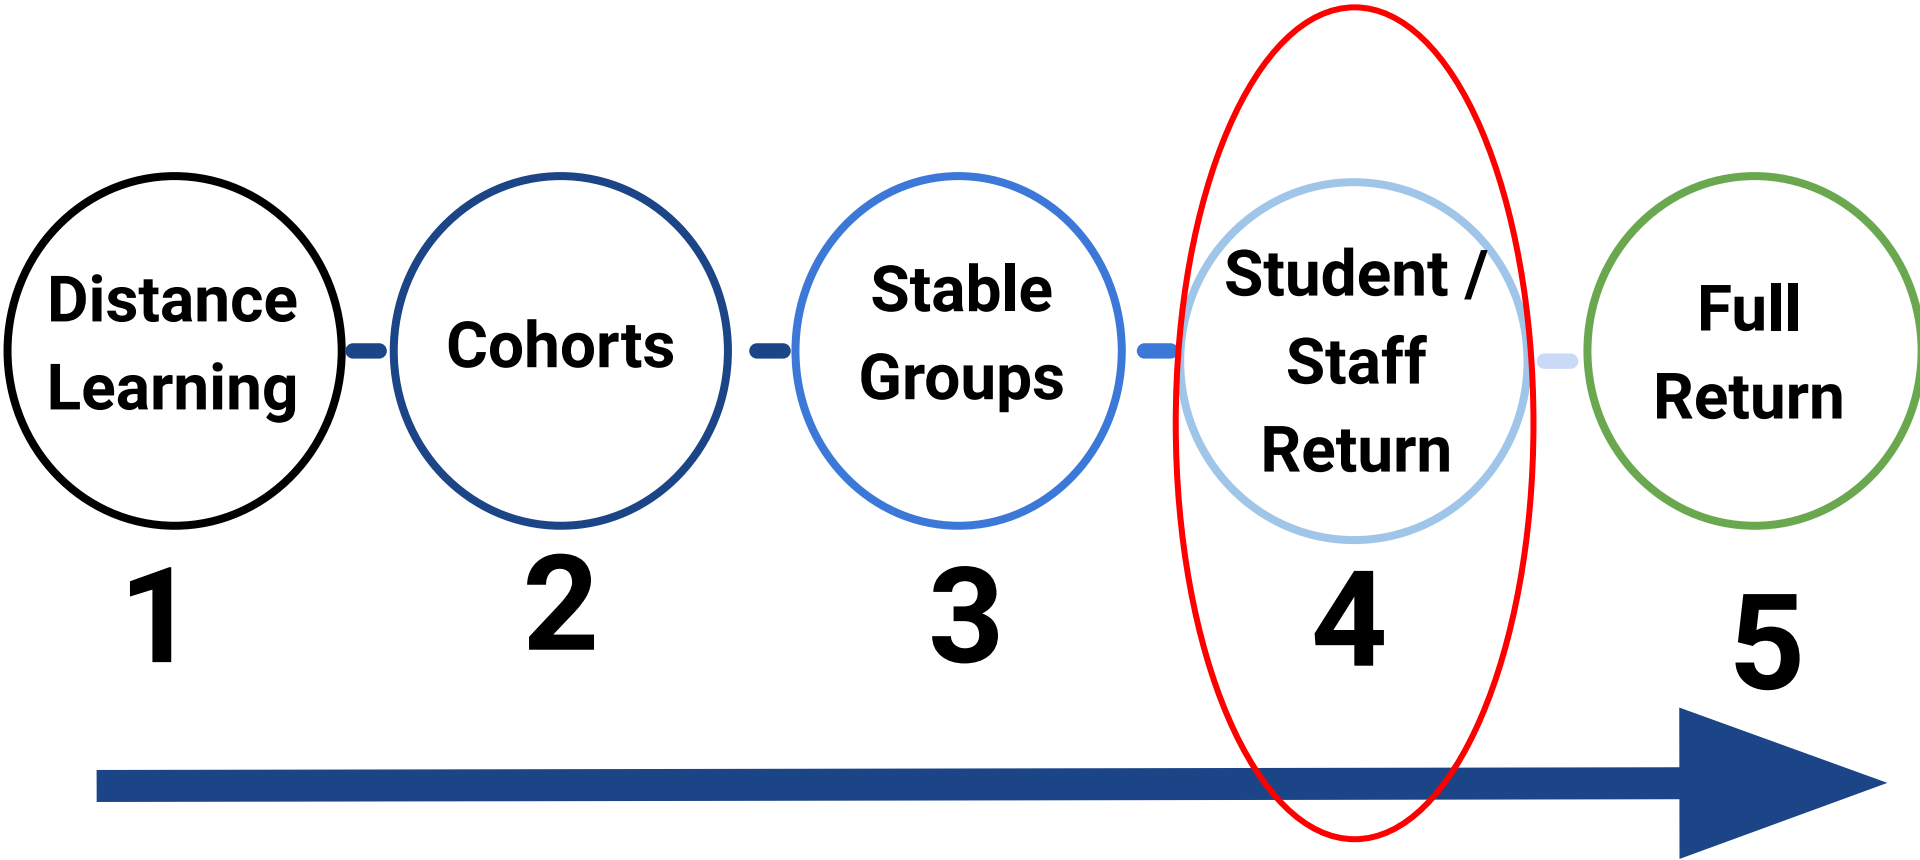 Distance
Learning
Cohorts
Stable
Groups
Student /
Staff
Return
Full
Return
1
2
3
4
5